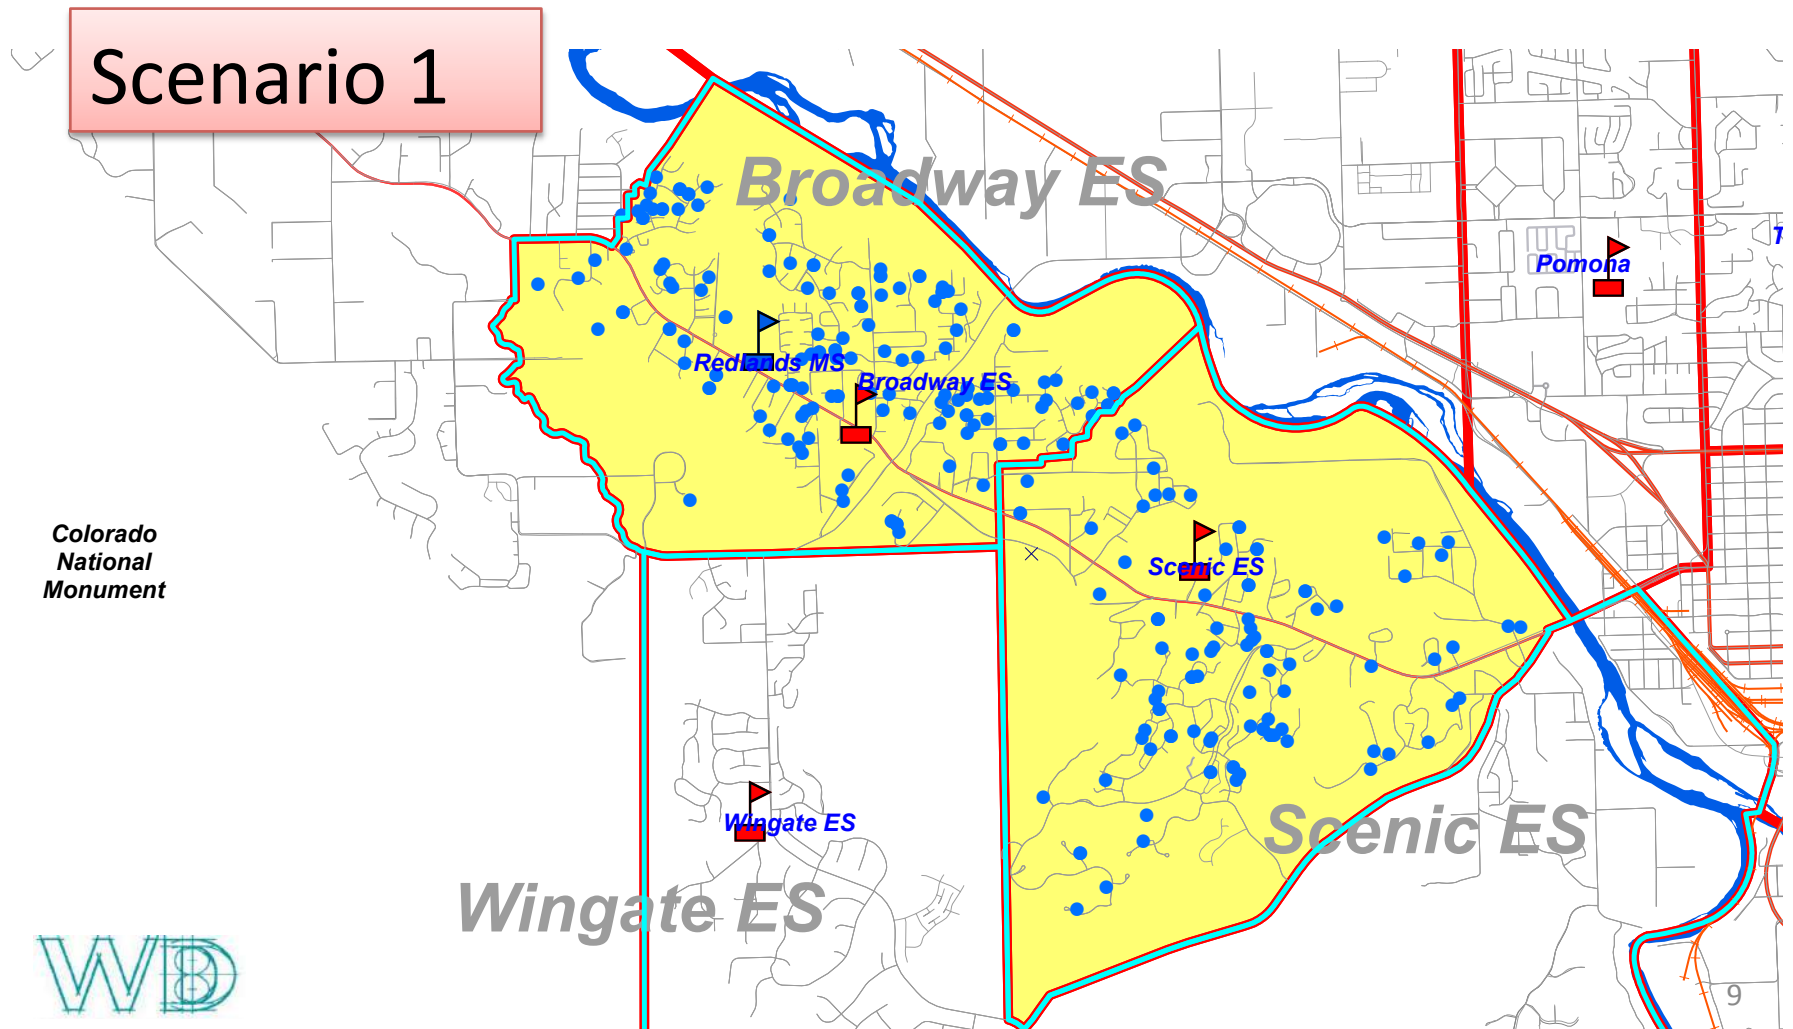 Scenario 1
Broadway ES
Pomona
Redlands MS
Broadway ES
Colorado
National
Monument
Scenic ES
Wingate ES
Scenic ES
Wingate ES
WDB
9